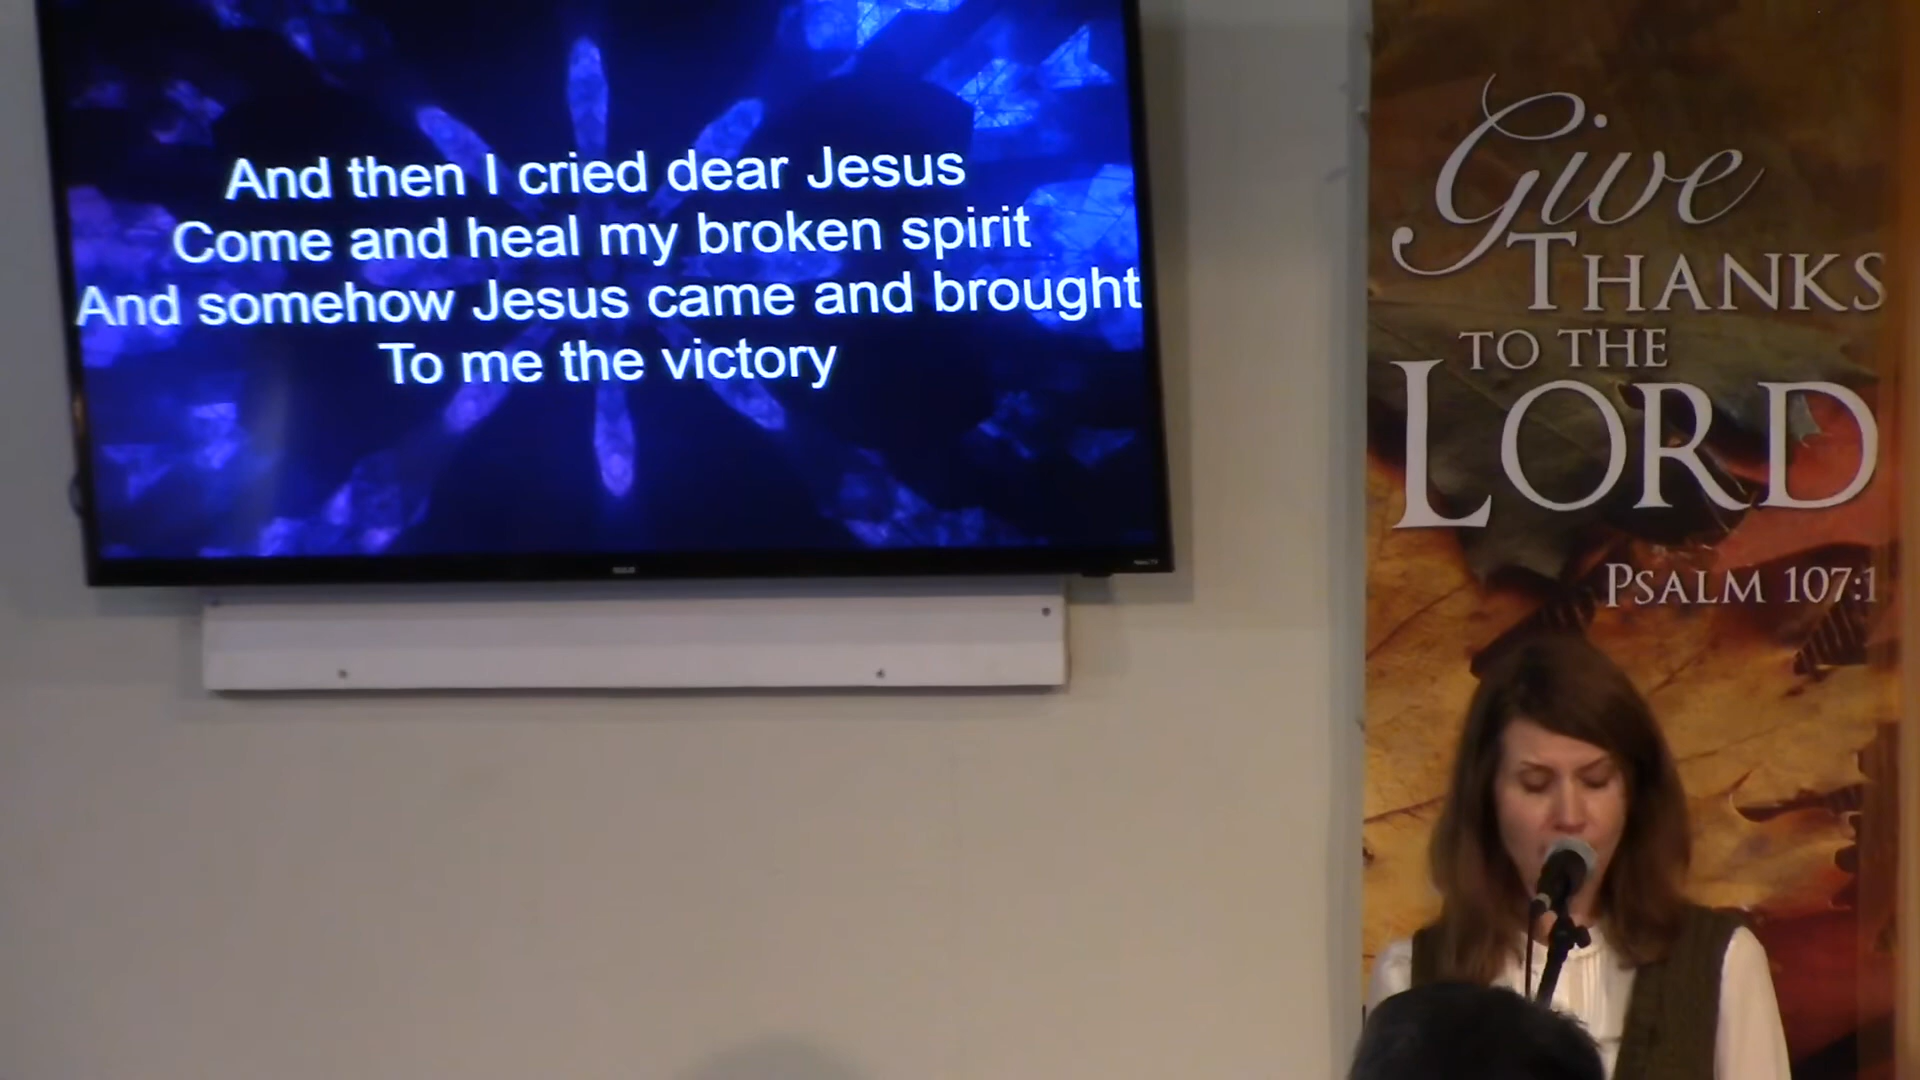 And then I cried dear Jesus
Come and heal my broken spirit
And somehow Jesus came and brought
To me the victory
Give
THANKS
TO THE
LORD
PSALM 107:1